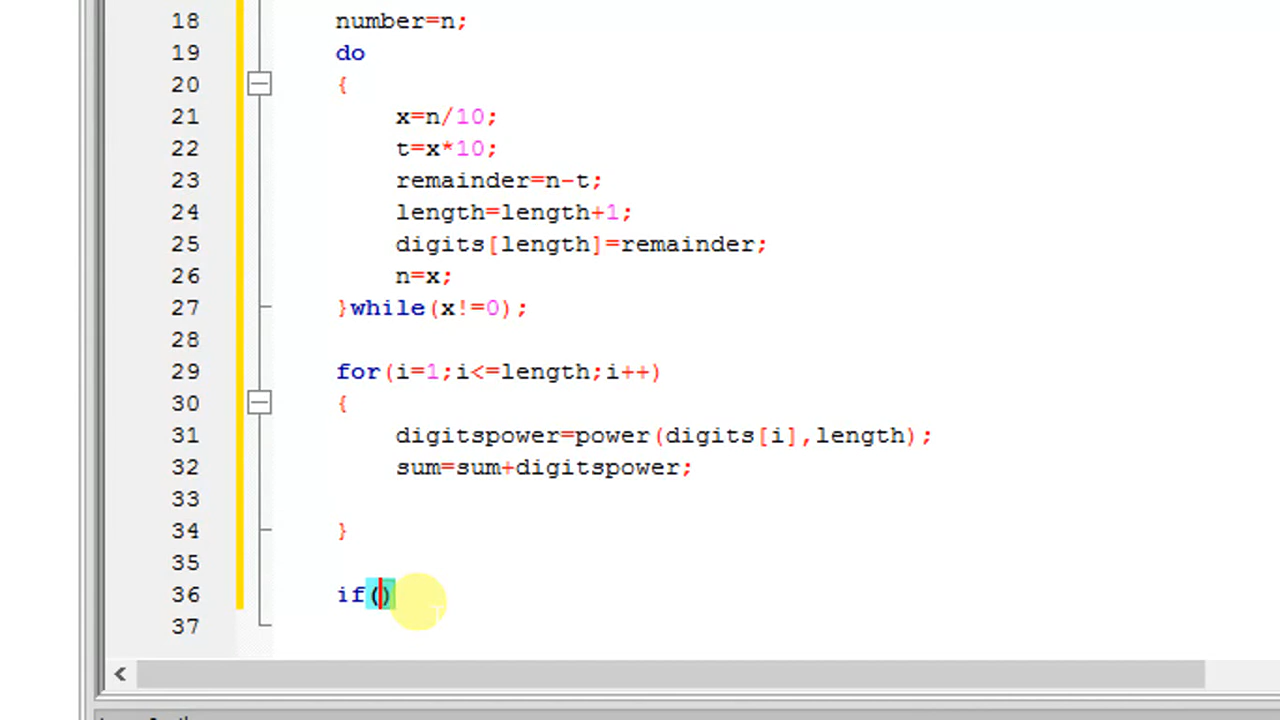 18 number=n;
19 do
20 {
21 x=n/10;
22 t=x*10;
23 remainder=n-t;
24 length=length+1;
25 digits[length]=remainder;
26 n=x;
27 }while(x!=0);
28
29 for(i=1;i<=length;i++)
30 {
31 digitspower=power(digits[i],length);
32 sum=sum+digitspower;
33
34 }
35
36 if()
37